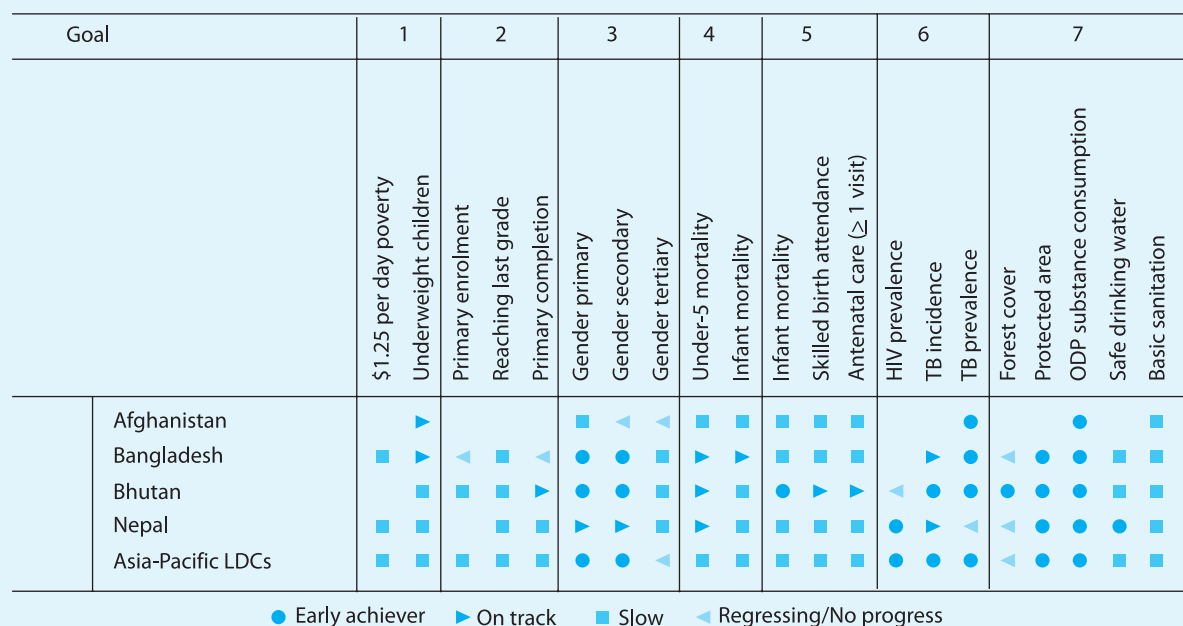 Goal 1 2 3 4 5 6 7
$1.25 per day poverty
Underweight children
Primary enrolment
Reaching last grade
Primary completion
Gender primary
Gender secondary
Gender tertiary
Under-5 mortality
Infant mortality
Infant mortality
Skilled birth attendance
Antenatal care (≥ 1 visit)
HIV prevalence
TB incidence
TB prevalence
Forest cover
Protected area
ODP substance consumption
Safe drinking water
Basic sanitation
Afghanistan
Bangladesh
Bhutan
Nepal
Asia-Pacific LDCs
Early achiever On track Slow Regressing/No progress